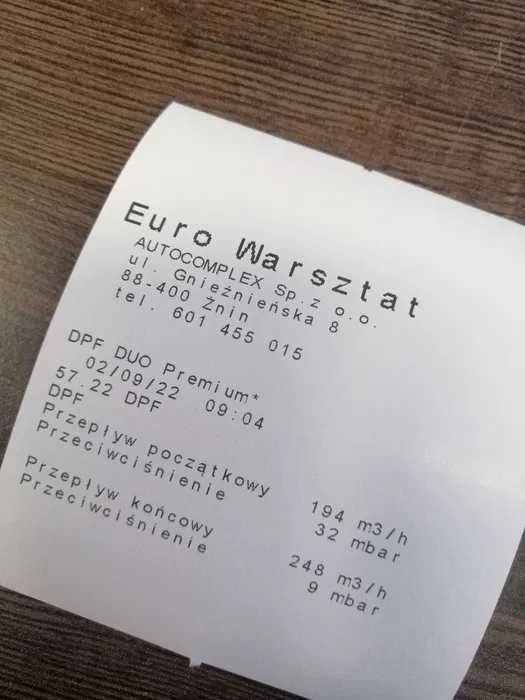 Euro Warsztat
AUTOCOMPLEX Sp.z o.o.
ul. Gnieźnieńska 8
88-400 Żnin
tel. 601 455 015
DPF DUO Premium*
02/09/22 09:04
57.22 DPF
DPF
Przepływ początkowy 194 m3/h
Przeciwciśnienie 32 mbar
Przepływ końcowy 248 m3/h
Przeciwciśnienie 9 mbar